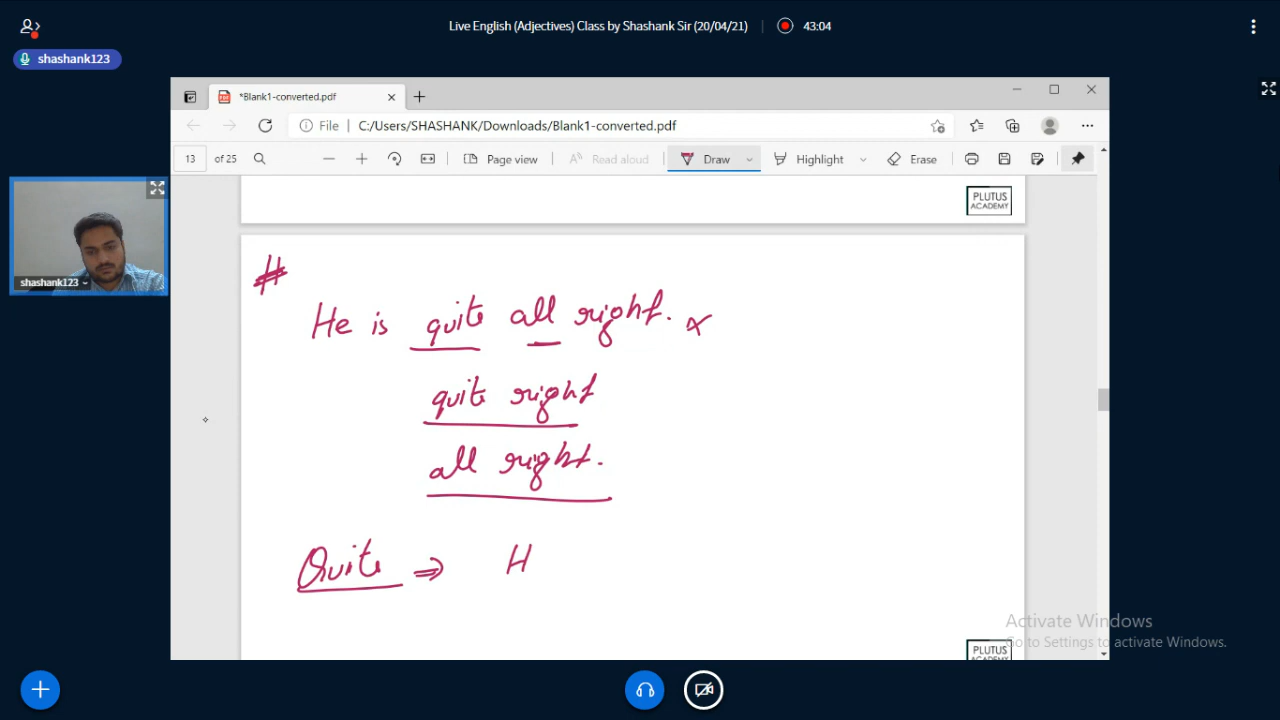 Live English (Adjectives) Class by Shashank Sir (20/04/21)
43:04
shashank123
*Blank1-converted.pdf
File
C:/Users/SHASHANK/Downloads/Blank1-converted.pdf
13 of 25
Page view
Read aloud
Draw
Highlight
Erase
PLUTUS
ACADEMY
shashank123
#
He is quite all right. ×
quite right
all right.
Quite ⇒ H
Activate Windows
Go to Settings to activate Windows.
PLUTUS
ACADEMY